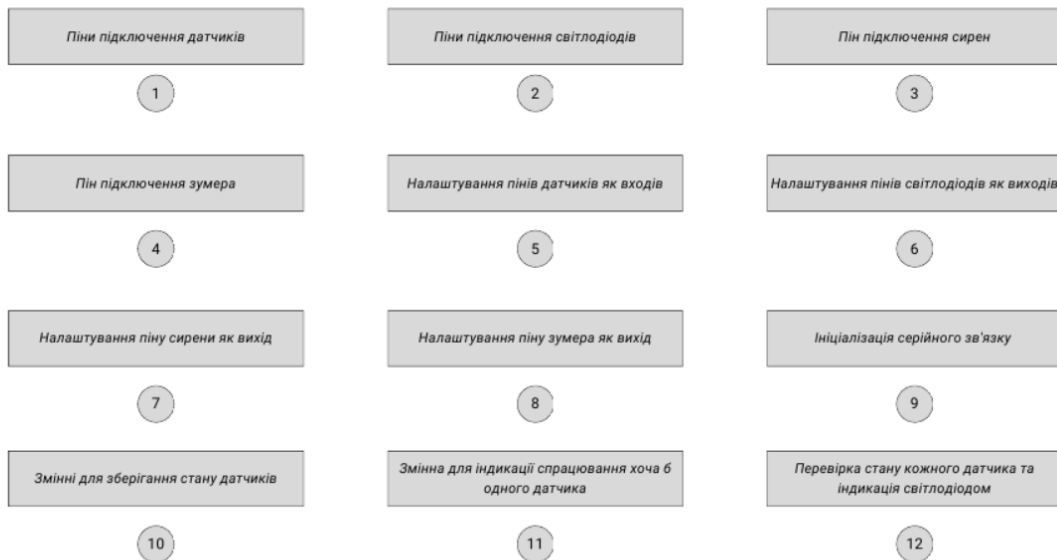 Піни підключення датчиків
Піни підключення світлодіодів
Пін підключення сирен
1
2
3
Пін підключення зумера
Налаштування пінів датчиків як входів
Налаштування пінів світлодіодів як виходів
4
5
6
Налаштування піну сирени як вихід
Налаштування піну зумера як вихід
Ініціалізація серійного зв'язку
7
8
9
Змінні для зберігання стану датчиків
Змінна для індикації спрацювання хоча б
одного датчика
Перевірка стану кожного датчика та
індикація світлодіодом
10
11
12